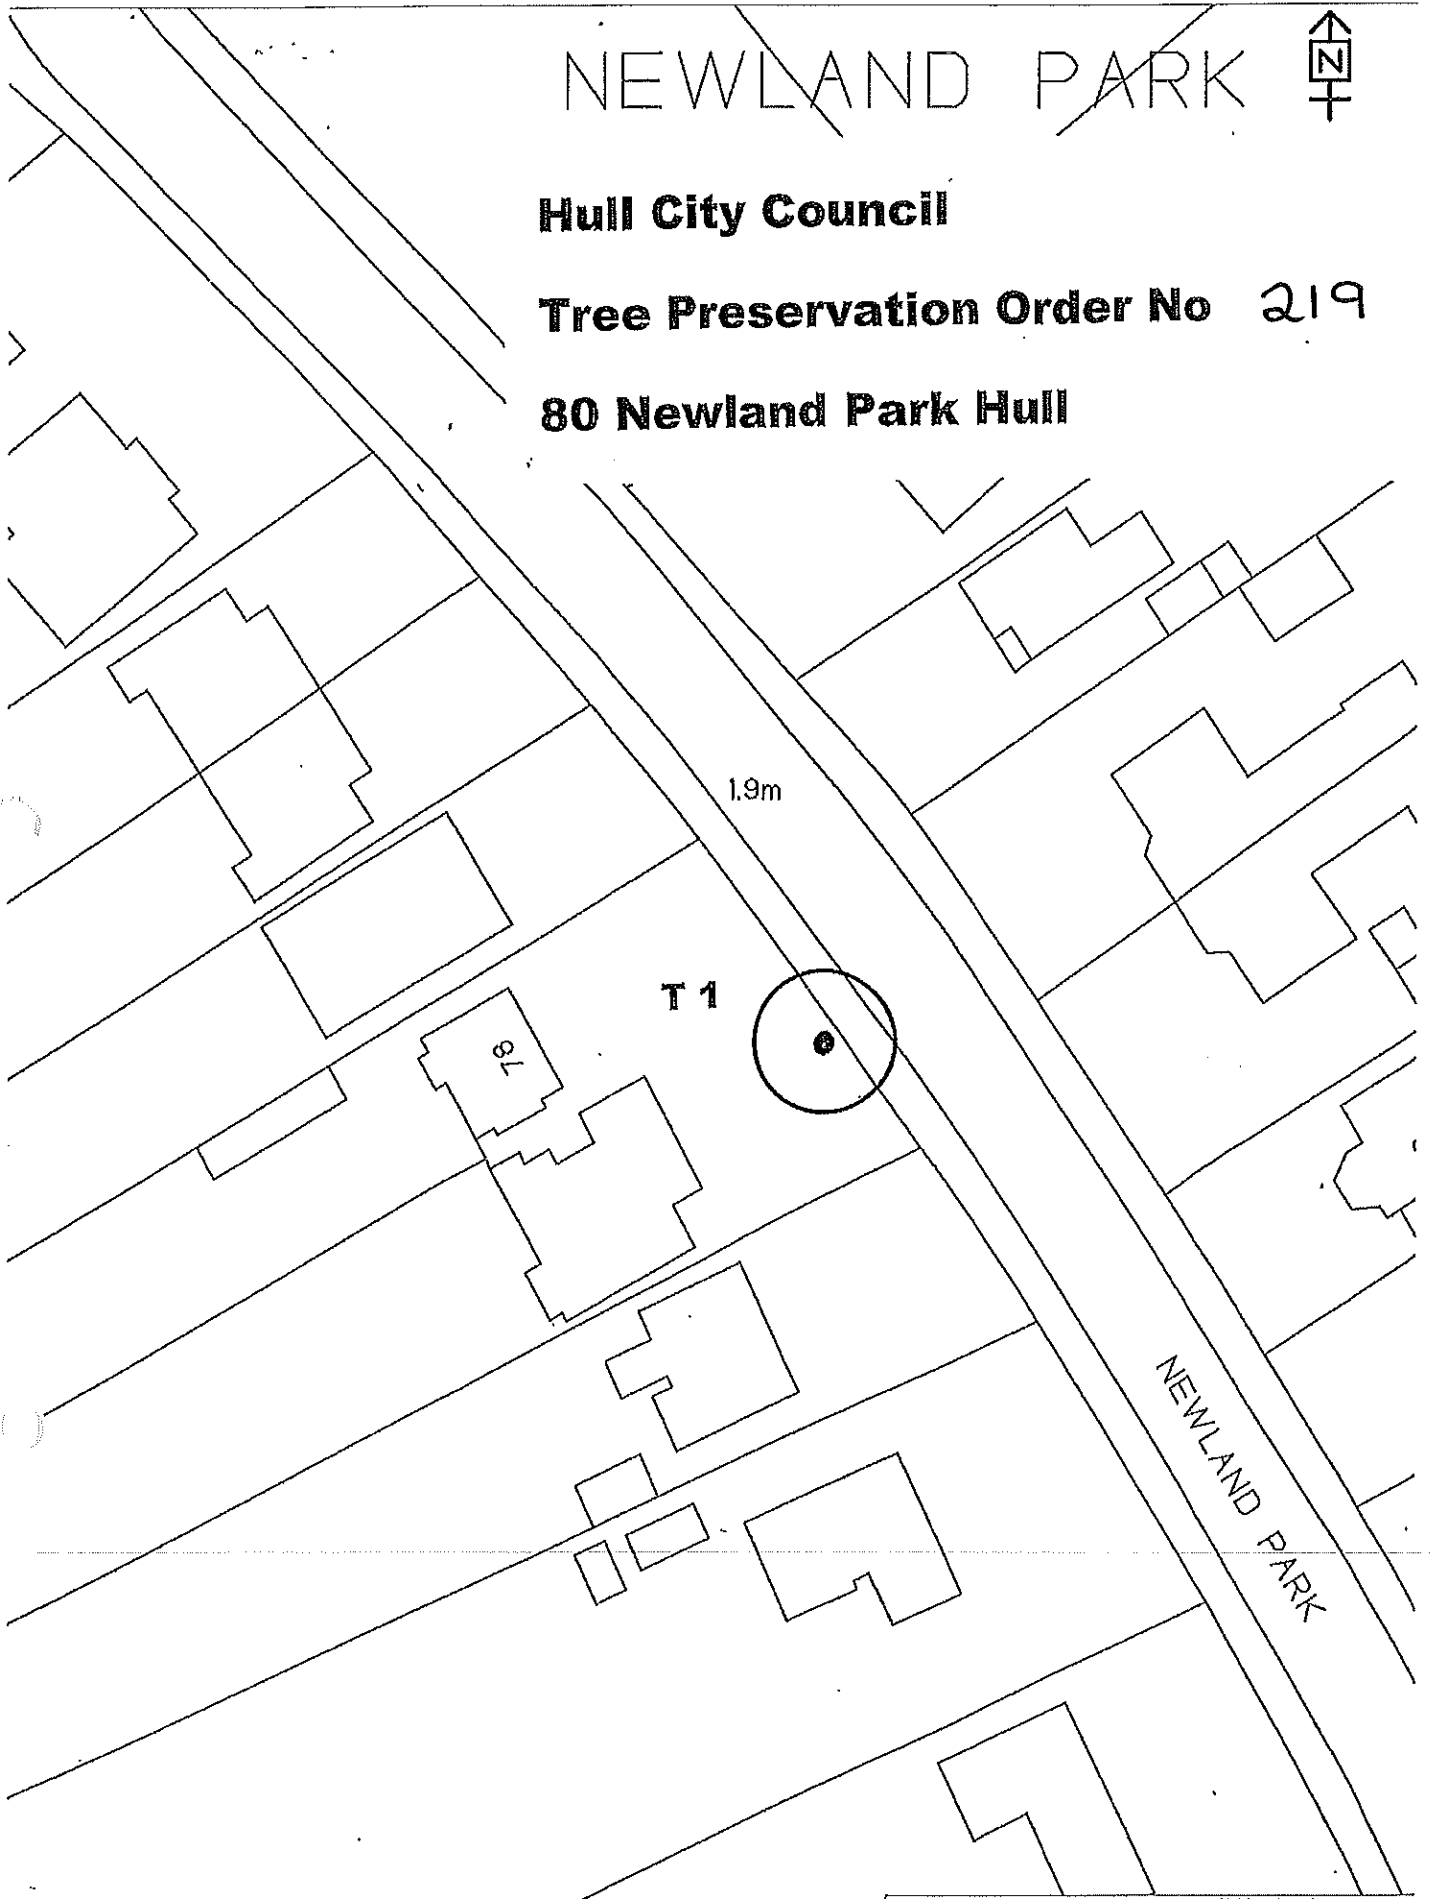 NEWLAND PARK N
Hull City Council
Tree Preservation Order No 219
80 Newland Park Hull
1.9m
T 1
78
NEWLAND PARK